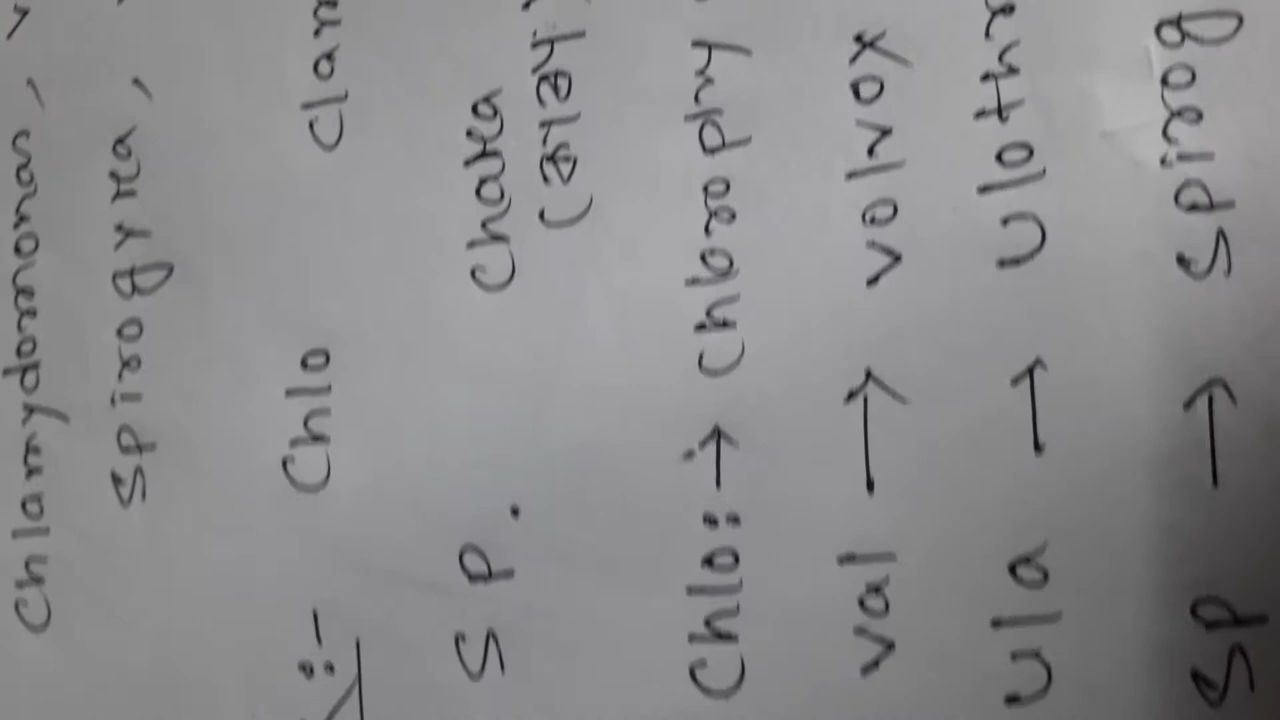 Chlamydomonas, v
Spirogyra,
:- Chlo clam
SP. Chara
Chlo: → Chlorophy
val → volvox
ula → ulothr
SP → Spirog